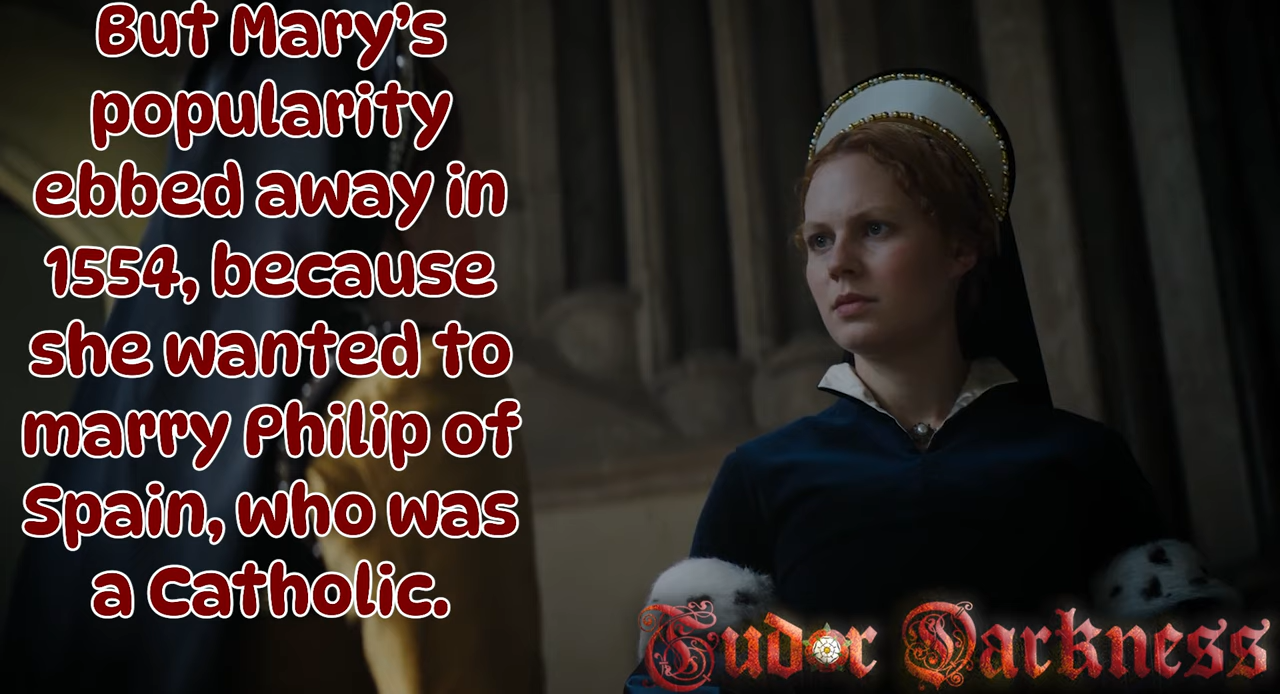 But Mary’s
popularity
ebbed away in
1554, because
she wanted to
marry Philip of
Spain, who was
a Catholic.
Tudor Darkness